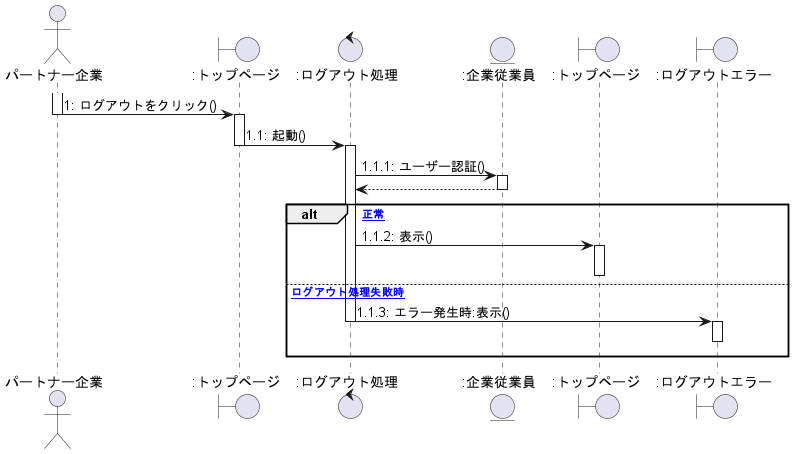 パートナー企業
:トップページ
:ログアウト処理
:企業従業員
:トップページ
:ログアウトエラー
1: ログアウトをクリック()
1.1: 起動()
1.1.1: ユーザー認証()
alt
正常
1.1.2: 表示()
ログアウト処理失敗時
1.1.3: エラー発生時:表示()
パートナー企業
:トップページ
:ログアウト処理
:企業従業員
:トップページ
:ログアウトエラー